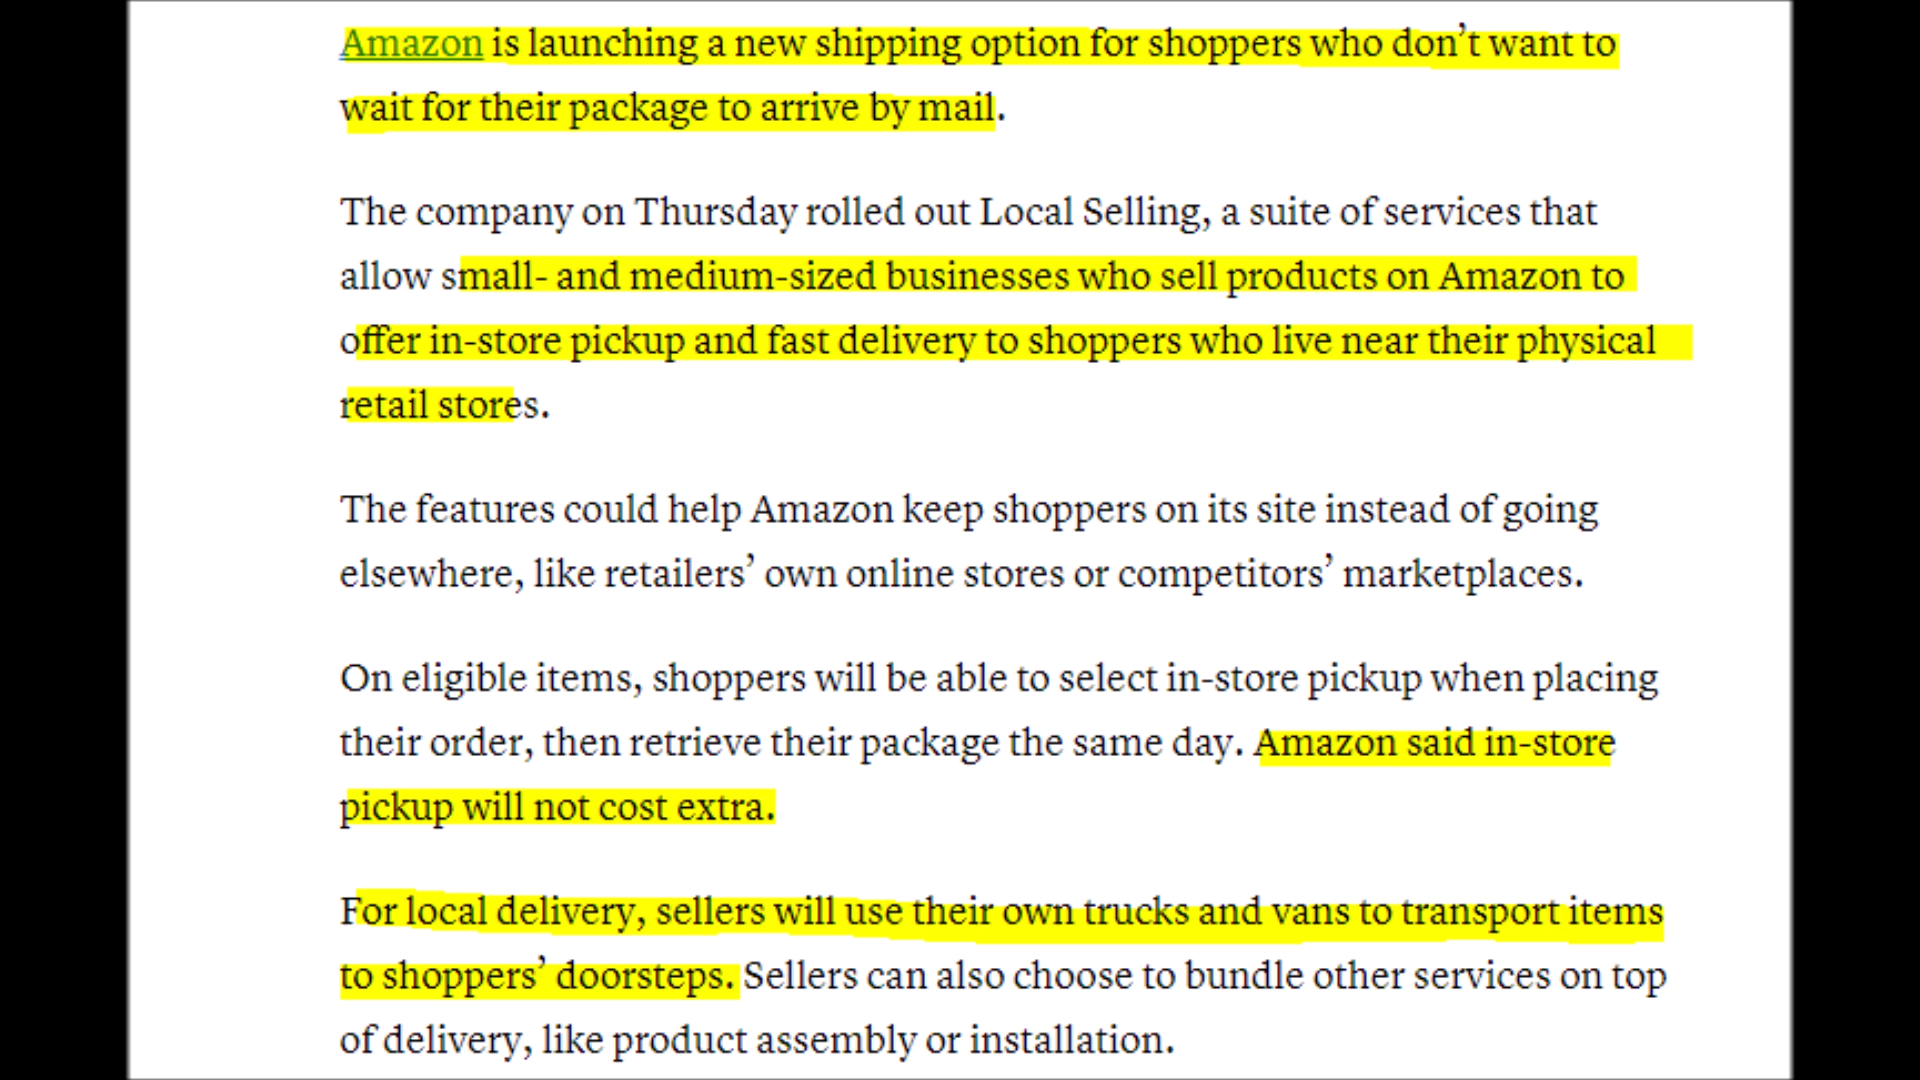 Amazon is launching a new shipping option for shoppers who don’t want to
wait for their package to arrive by mail.
The company on Thursday rolled out Local Selling, a suite of services that
allow small- and medium-sized businesses who sell products on Amazon to
offer in-store pickup and fast delivery to shoppers who live near their physical
retail stores.
The features could help Amazon keep shoppers on its site instead of going
elsewhere, like retailers’ own online stores or competitors’ marketplaces.
On eligible items, shoppers will be able to select in-store pickup when placing
their order, then retrieve their package the same day. Amazon said in-store
pickup will not cost extra.
For local delivery, sellers will use their own trucks and vans to transport items
to shoppers’ doorsteps. Sellers can also choose to bundle other services on top
of delivery, like product assembly or installation.